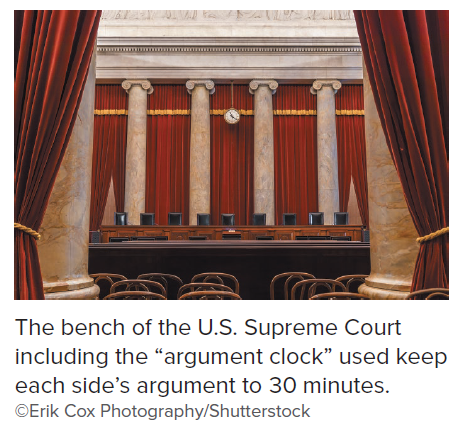 The bench of the U.S. Supreme Court
including the “argument clock” used keep
each side’s argument to 30 minutes.
©Erik Cox Photography/Shutterstock